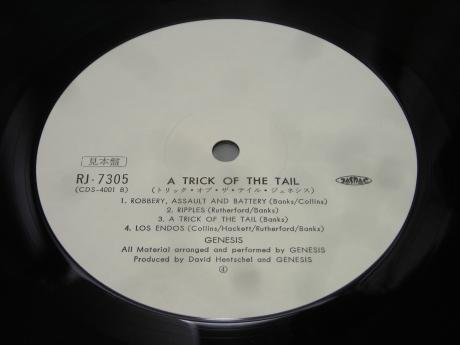 見本盤
RJ-7305
(CDS-4001 B)
A TRICK OF THE TAIL
(トリック・オブ・ザ・テイル・ジェネシス)
1. ROBBERY, ASSAULT AND BATTERY (Banks/Collins)
2. RIPPLES (Rutherford/Banks)
3. A TRICK OF THE TAIL (Banks)
4. LOS ENDOS (Collins/Hackett/Rutherford/Banks)
GENESIS
All Material arranged and performed by GENESIS
Produced by David Hentschel and GENESIS
④